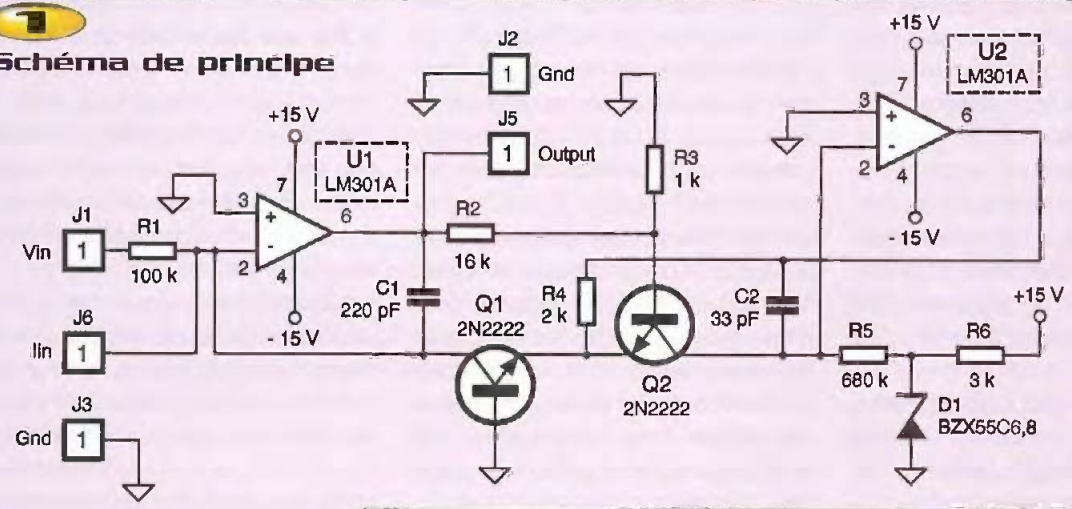 1
Schéma de principe
J2
1
Gnd
J5
1
Output
+15 V
7
U1
LM301A
3
+
-
2
4
6
-15 V
J1
Vin
1
R1
100 k
J6
Iin
1
J3
Gnd
1
C1
220 pF
R2
16 k
Q1
2N2222
R3
1 k
R4
2 k
Q2
2N2222
C2
33 pF
+15 V
7
U2
LM301A
3
+
-
2
4
6
-15 V
+15 V
R5
680 k
R6
3 k
D1
BZX55C6,8